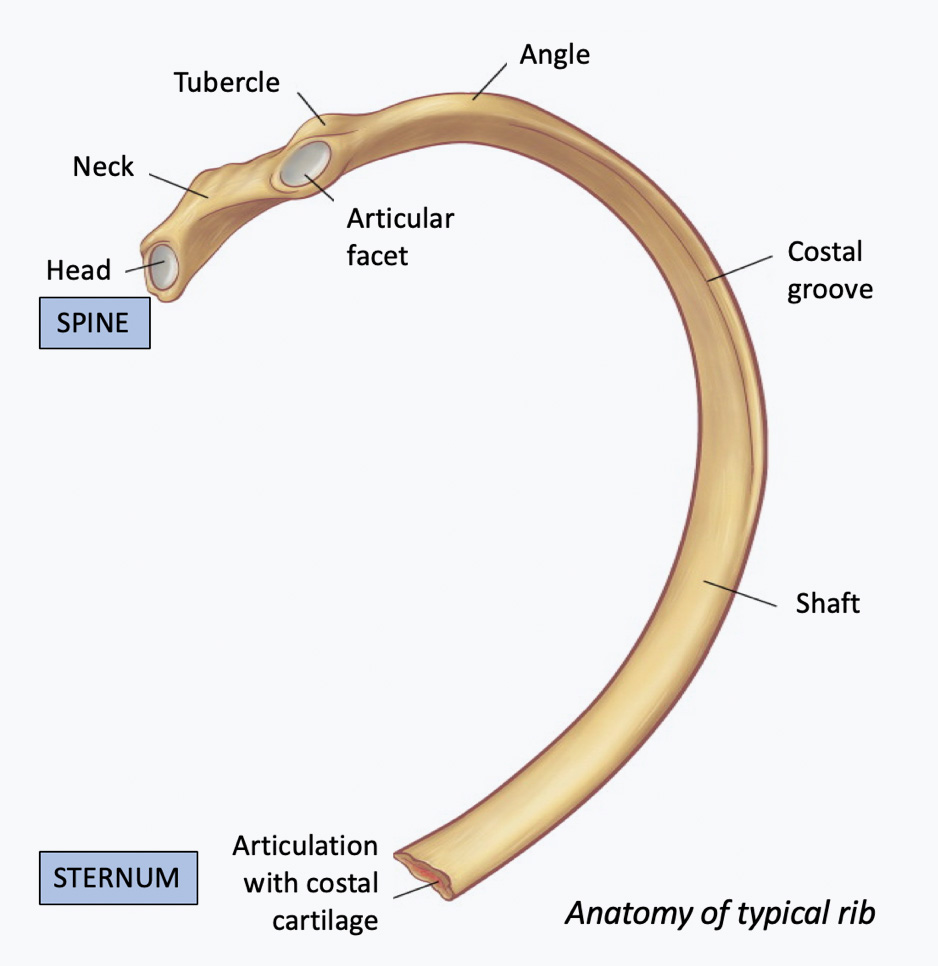 Angle
Tubercle
Neck
Articular
facet
Costal
groove
Head
SPINE
Shaft
Articulation
with costal
cartilage
STERNUM
Anatomy of typical rib